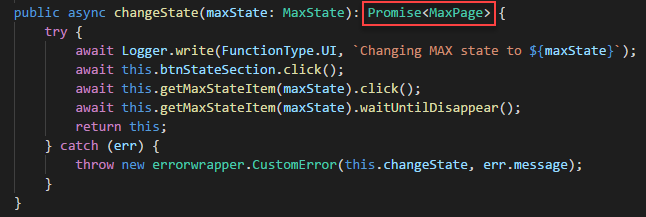 public async changeState(maxState: MaxState): Promise<MaxPage> {
try {
await Logger.write(FunctionType.UI, `Changing MAX state to ${maxState}`);
await this.btnStateSection.click();
await this.getMaxStateItem(maxState).click();
await this.getMaxStateItem(maxState).waitUntilDisappear();
return this;
} catch (err) {
throw new errorwrapper.CustomError(this.changeState, err.message);
}
}